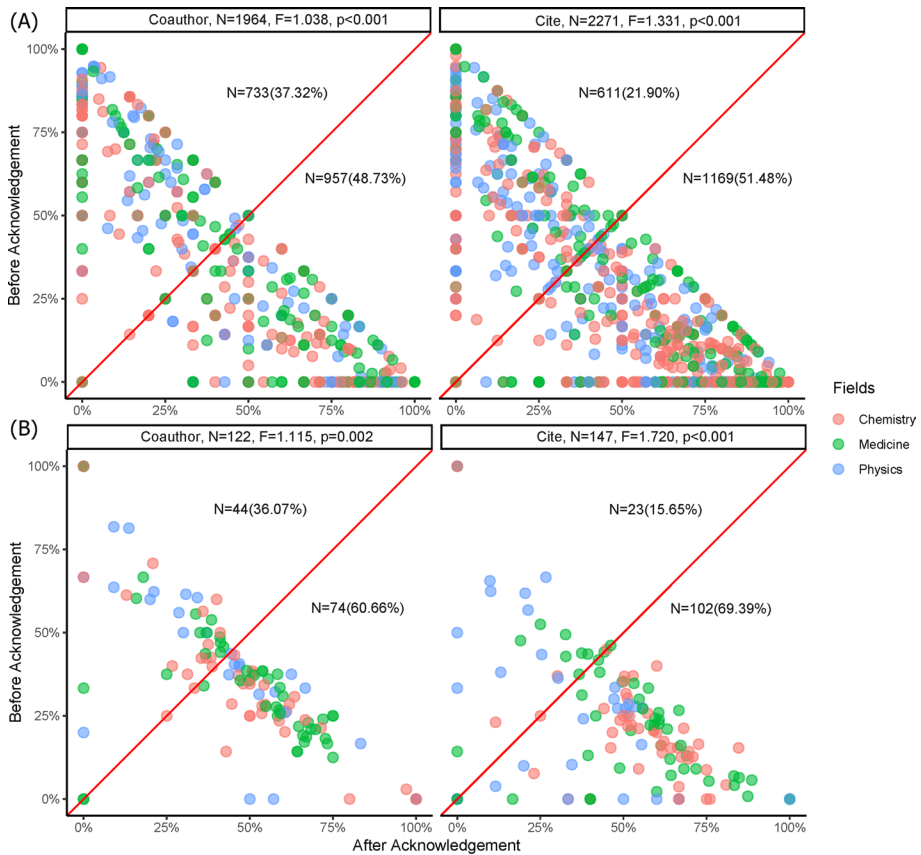 (A)
Coauthor, N=1964, F=1.038, p<0.001
Cite, N=2271, F=1.331, p<0.001
Before Acknowledgement
100%
75%
50%
25%
0%
N=733(37.32%)
N=957(48.73%)
N=611(21.90%)
N=1169(51.48%)
0%
25%
50%
75%
100%
0%
25%
50%
75%
100%
Fields
Chemistry
Medicine
Physics
(B)
Coauthor, N=122, F=1.115, p=0.002
Cite, N=147, F=1.720, p<0.001
Before Acknowledgement
100%
75%
50%
25%
0%
N=44(36.07%)
N=74(60.66%)
N=23(15.65%)
N=102(69.39%)
0%
25%
50%
75%
100%
0%
25%
50%
75%
100%
After Acknowledgement